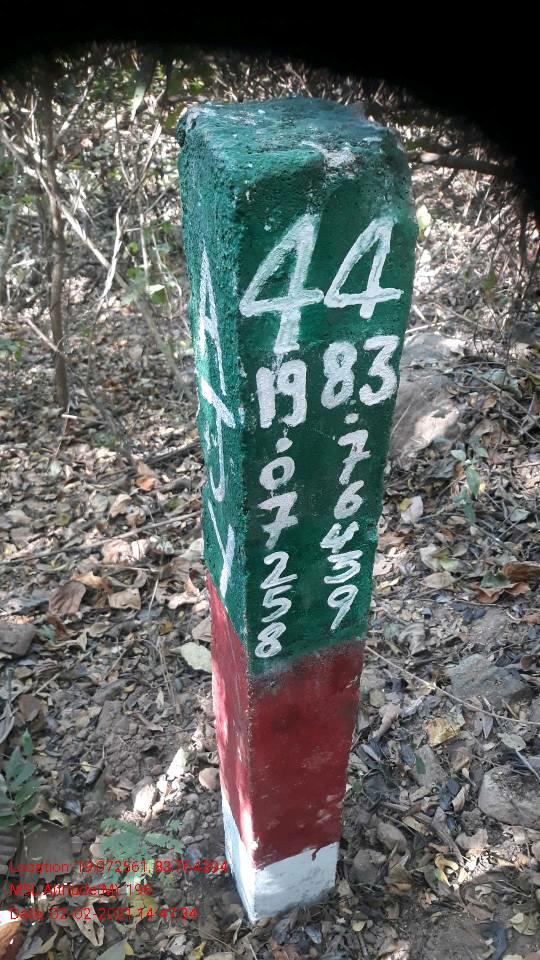 44
19.07258
83.76439
Location: 19.072561, 83.764394
MSL Altitude(M): 196
Date: 02-02-2021 14:47:34